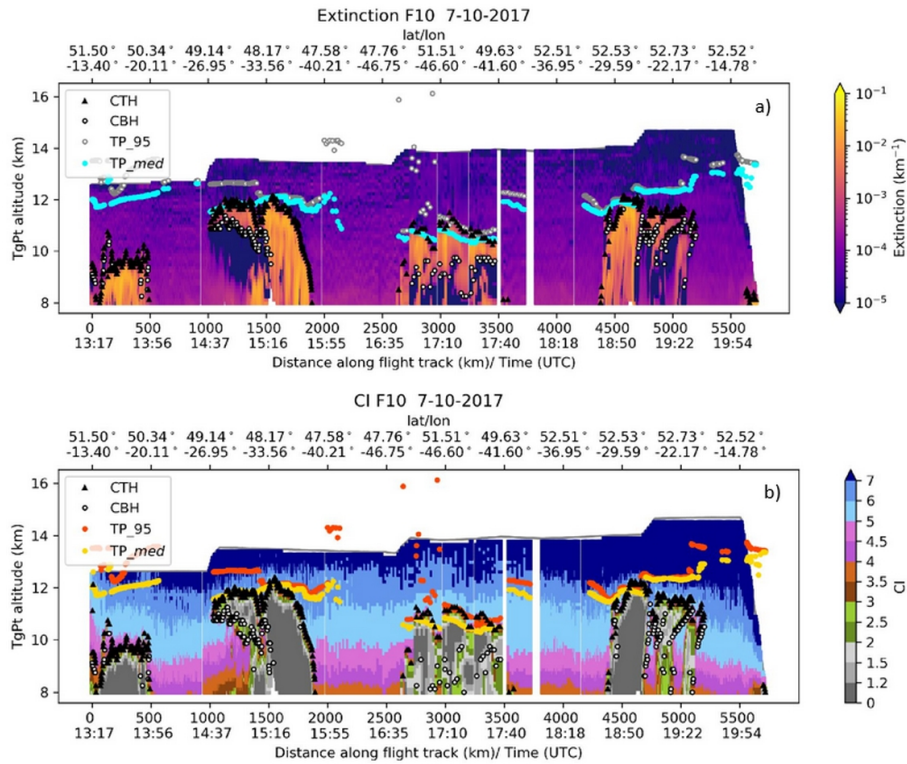 Extinction F10 7-10-2017
lat/lon
51.50° 50.34° 49.14° 48.17° 47.58° 47.76° 51.51° 49.63° 52.51° 52.53° 52.73° 52.52°
-13.40° -20.11° -26.95° -33.56° -40.21° -46.75° -46.60° -41.60° -36.95° -29.59° -22.17° -14.78°
16
14
12
10
8
TgPt altitude (km)
CTH
CBH
TP_95
TP_med
a)
10⁻¹
10⁻²
10⁻³
10⁻⁴
10⁻⁵
Extinction (km⁻¹)
0 500 1000 1500 2000 2500 3000 3500 4000 4500 5000 5500
13:17 13:56 14:37 15:16 15:55 16:35 17:10 17:40 18:18 18:50 19:22 19:54
Distance along flight track (km)/ Time (UTC)
CI F10 7-10-2017
lat/lon
51.50° 50.34° 49.14° 48.17° 47.58° 47.76° 51.51° 49.63° 52.51° 52.53° 52.73° 52.52°
-13.40° -20.11° -26.95° -33.56° -40.21° -46.75° -46.60° -41.60° -36.95° -29.59° -22.17° -14.78°
16
14
12
10
8
TgPt altitude (km)
CTH
CBH
TP_95
TP_med
b)
7
6
5
4
3.5
3
2
1.5
1.2
0
CI
0 500 1000 1500 2000 2500 3000 3500 4000 4500 5000 5500
13:17 13:56 14:37 15:16 15:55 16:35 17:10 17:40 18:18 18:50 19:22 19:54
Distance along flight track (km)/ Time (UTC)